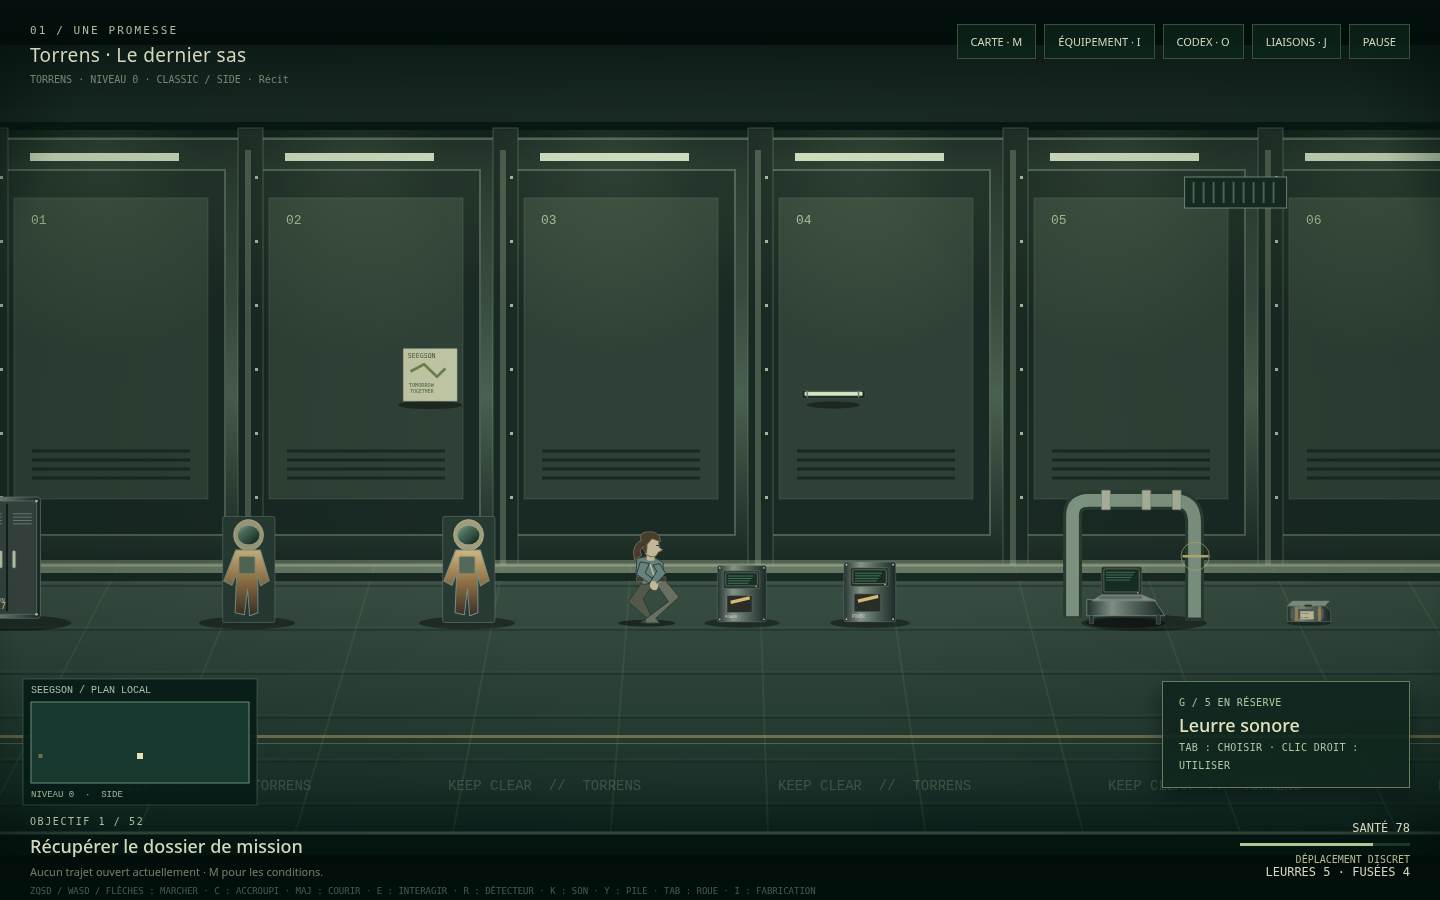 01 / UNE PROMESSE
Torrens · Le dernier sas
TORRENS · NIVEAU 0 · CLASSIC / SIDE · Récit
CARTE · M
ÉQUIPEMENT · I
CODEX · O
LIAISONS · J
PAUSE
01
02
03
04
05
06
SEEGSON
TOMORROW
TOGETHER
7
SEEGSON / PLAN LOCAL
NIVEAU 0 · SIDE
TORRENS
KEEP CLEAR // TORRENS
KEEP CLEAR // TORRENS
G / 5 EN RÉSERVE
Leurre sonore
TAB : CHOISIR · CLIC DROIT :
UTILISER
OBJECTIF 1 / 52
Récupérer le dossier de mission
Aucun trajet ouvert actuellement · M pour les conditions.
ZQSD / WASD / FLÈCHES : MARCHER · C : ACCROUPI · MAJ : COURIR · E : INTERAGIR · R : DÉTECTEUR · K : SON · Y : PILE · TAB : ROUE · I : FABRICATION
SANTÉ 78
DÉPLACEMENT DISCRET
LEURRES 5 · FUSÉES 4